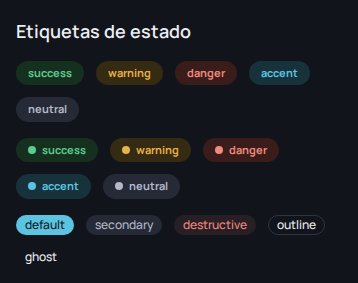 Etiquetas de estado
success warning danger accent
neutral
success warning danger
accent neutral
default secondary destructive outline
ghost